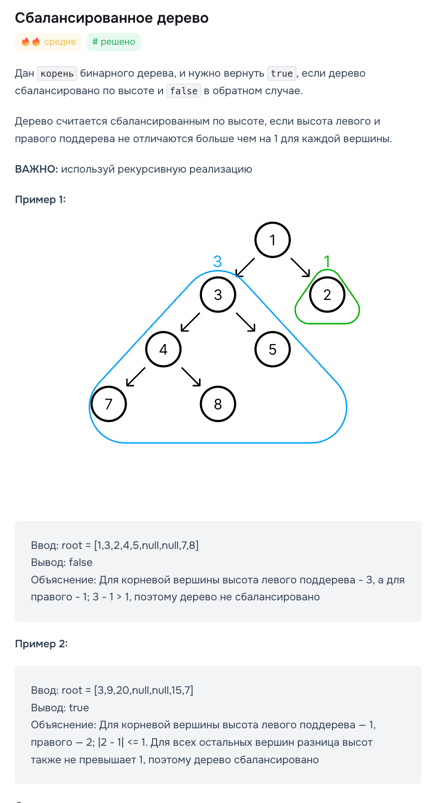 Сбалансированное дерево
🔥🔥 средне # решено
Дан корень бинарного дерева, и нужно вернуть true, если дерево
сбалансировано по высоте и false в обратном случае.
Дерево считается сбалансированным по высоте, если высота левого и
правого поддерева не отличаются больше чем на 1 для каждой вершины.
ВАЖНО: используй рекурсивную реализацию
Пример 1:
1
3 1
3 2
4 5
7 8
Ввод: root = [1,3,2,4,5,null,null,7,8]
Вывод: false
Объяснение: Для корневой вершины высота левого поддерева - 3, а для
правого - 1; 3 - 1 > 1, поэтому дерево не сбалансировано
Пример 2:
Ввод: root = [3,9,20,null,null,15,7]
Вывод: true
Объяснение: Для корневой вершины высота левого поддерева — 1,
правого — 2; |2 - 1| <= 1. Для всех остальных вершин разница высот
также не превышает 1, поэтому дерево сбалансировано